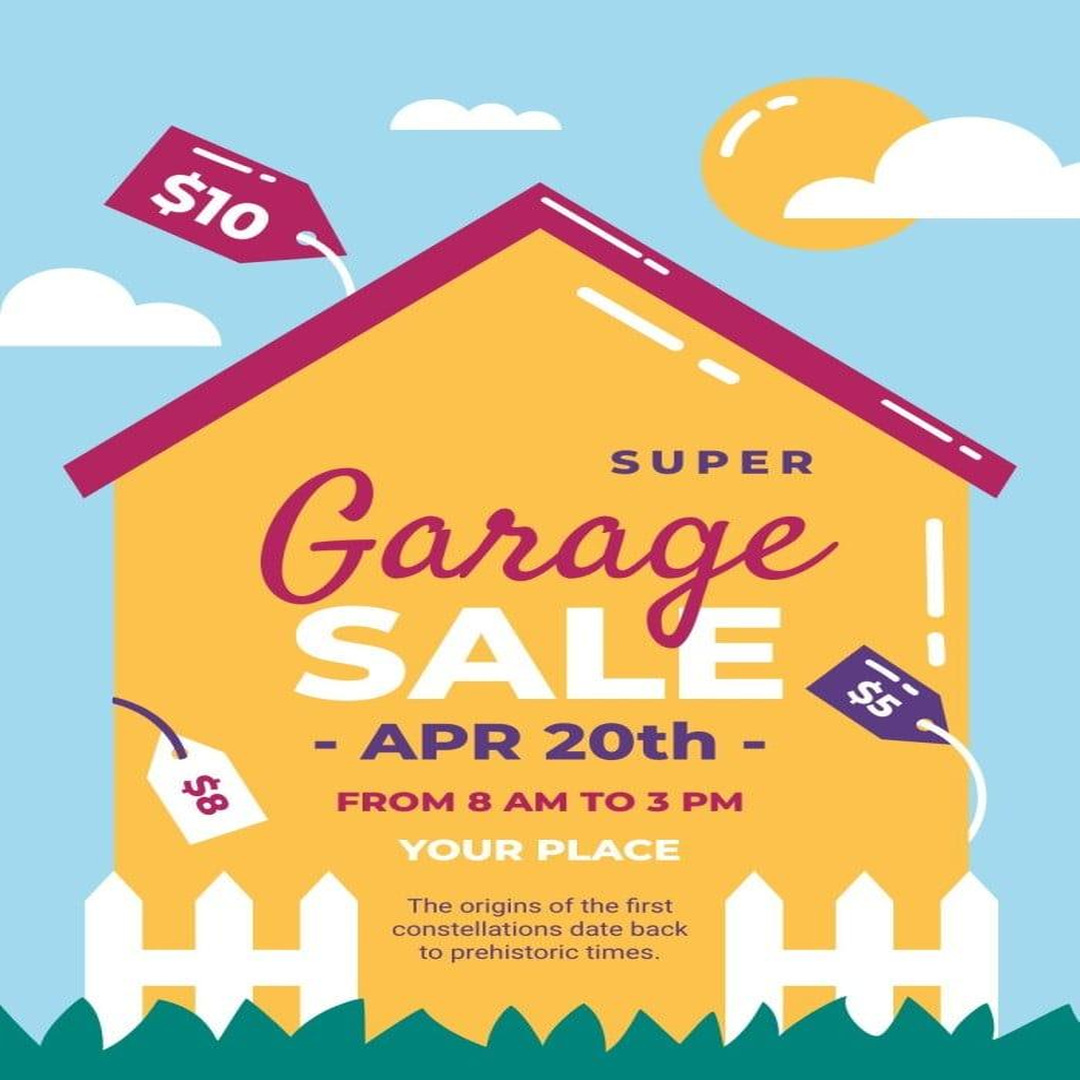 $10
SUPER
Garage
SALE
$5
- APR 20th -
$8
FROM 8 AM TO 3 PM
YOUR PLACE
The origins of the first
constellations date back
to prehistoric times.